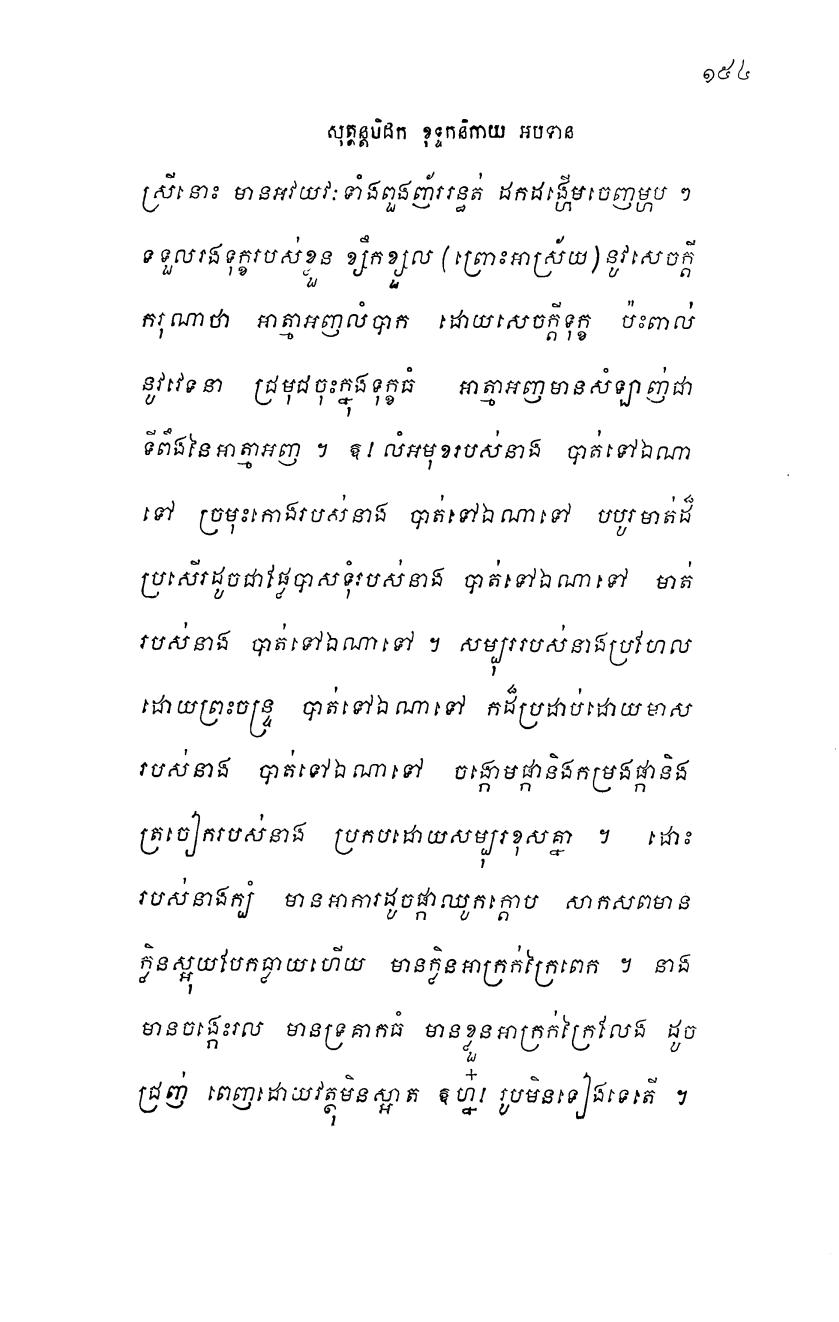 ១៥៤
សុត្តន្តបិដក ខុទ្ទកនិកាយ អបទាន
ស្រីនោះ មានអវយវៈទាំងពួងញ័ររន្ធត់ ដកដង្ហើមចេញម្ហប ៗ
ទទួលរងទុក្ខរបស់ខ្លួន ខ្សឹកខ្សួល (ព្រោះអាស្រ័យ) នូវសេចក្តី
ករុណាថា អាត្មាអញលំបាក ដោយសេចក្តីទុក្ខ ប៉ះពាល់
នូវវេទនា ជ្រមុជចុះក្នុងទុក្ខធំ អាត្មាអញមានសំឡាញ់ជា
ទីពឹងនៃអាត្មាអញ ។ ឱ! លំអមុខរបស់នាង បាត់ទៅឯណា
ទៅ ច្រមុះកោងរបស់នាង បាត់ទៅឯណាទៅ បបូរមាត់ដ៏
ប្រសើរដូចជាផ្លែបាសទុំរបស់នាង បាត់ទៅឯណាទៅ មាត់
របស់នាង បាត់ទៅឯណាទៅ ។ សម្បុររបស់នាងប្រហែល
ដោយព្រះចន្ទ្រ បាត់ទៅឯណាទៅ កដ៏ប្រដាប់ដោយមាស
របស់នាង បាត់ទៅឯណាទៅ ចង្កោមផ្កានិងកម្រងផ្កានិង
ត្រចៀករបស់នាង ប្រកបដោយសម្បុរខុសគ្នា ។ ដោះ
របស់នាងក្បុំ មានអាការដូចផ្កាឈូកក្តោប សាកសពមាន
ក្លិនស្អុយបែកធ្លាយហើយ មានក្លិនអាក្រក់ក្រៃពេក ។ នាង
មានចង្កេះរល មានទ្រគាកធំ មានខ្លួនអាក្រក់ក្រៃលែង ដូច
ជ្រញ់ ពេញដោយវត្ថុមិនស្អាត ឱហ្ន៎! រូបមិនទៀងទេតើ ។